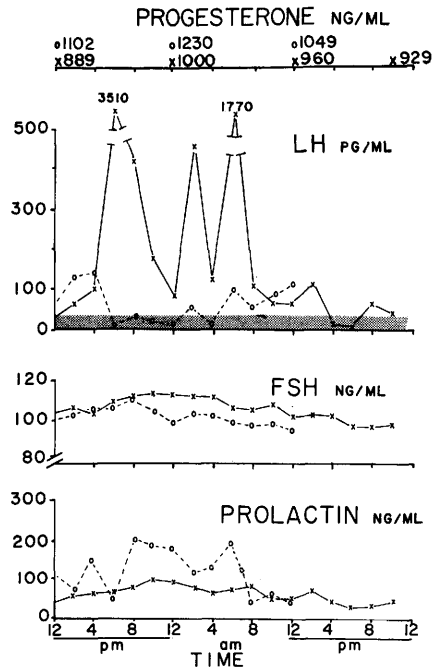 PROGESTERONE NG/ML
o1102 o1230 o1049
x889 x1000 x960 x929
3510 1770
LH PG/ML
500
300
100
0
FSH NG/ML
120
100
80
PROLACTIN NG/ML
300
200
100
0
12 4 8 12 4 8 12 4 8 12
pm am pm
TIME